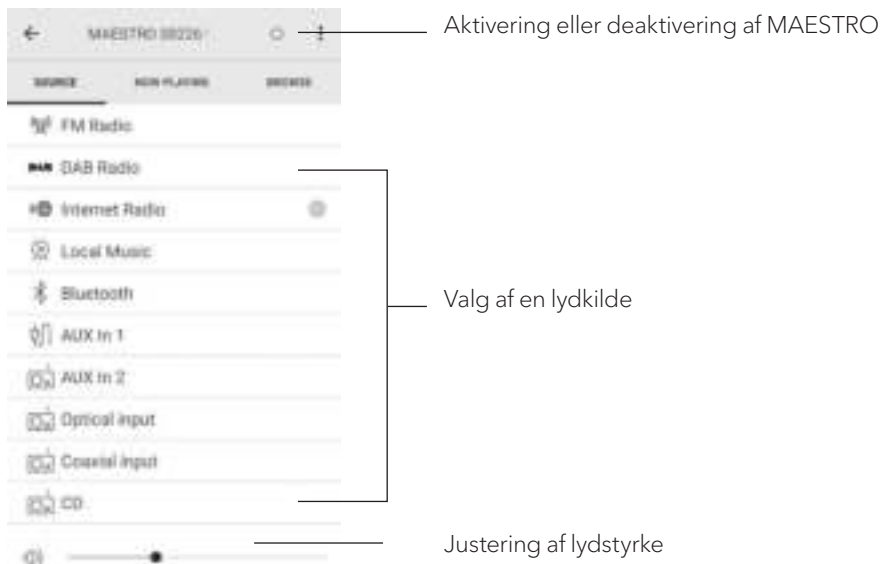 MAESTRO
Aktivering eller deaktivering af MAESTRO
SOURCE NOW PLAYING BROWSE
FM Radio
DAB Radio
Internet Radio
Local Music
Bluetooth
Valg af en lydkilde
AUX In 1
AUX In 2
Optical input
Coaxial input
CD
Justering af lydstyrke